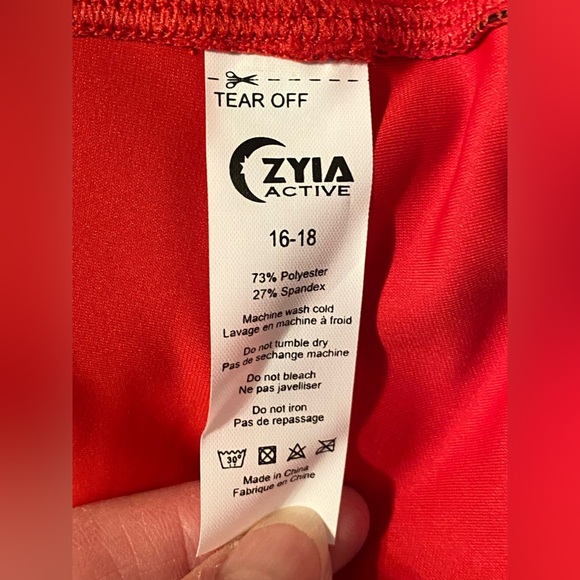 TEAR OFF
ZYIA
ACTIVE
16-18
73% Polyester
27% Spandex
Machine wash cold
Lavage en machine à froid
Do not tumble dry
Pas de sechange machine
Do not bleach
Ne pas javelliser
Do not iron
Pas de repassage
30°
Made in China
Fabrique en Chine